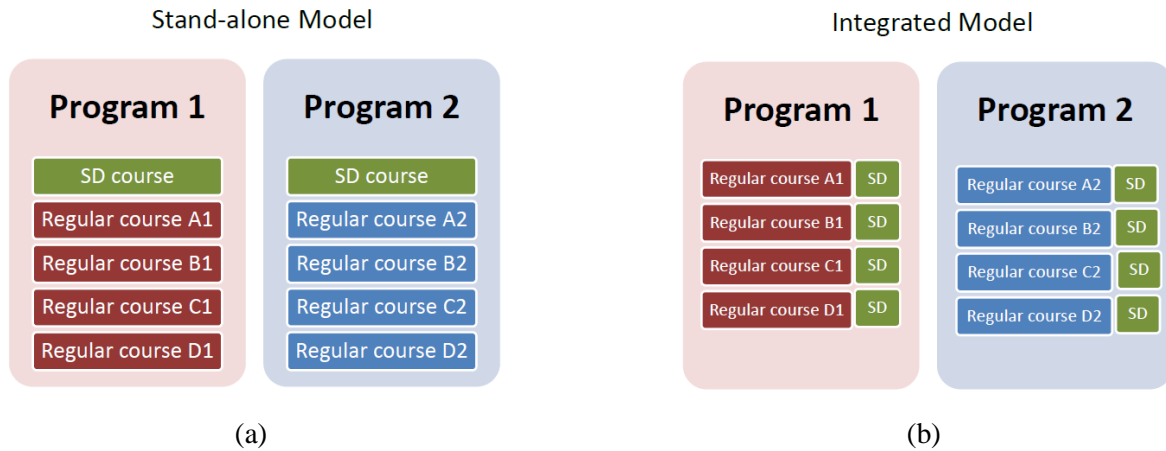 Stand-alone Model
Program 1
SD course
Regular course A1
Regular course B1
Regular course C1
Regular course D1
Program 2
SD course
Regular course A2
Regular course B2
Regular course C2
Regular course D2
(a)
Integrated Model
Program 1
Regular course A1 SD
Regular course B1 SD
Regular course C1 SD
Regular course D1 SD
Program 2
Regular course A2 SD
Regular course B2 SD
Regular course C2 SD
Regular course D2 SD
(b)